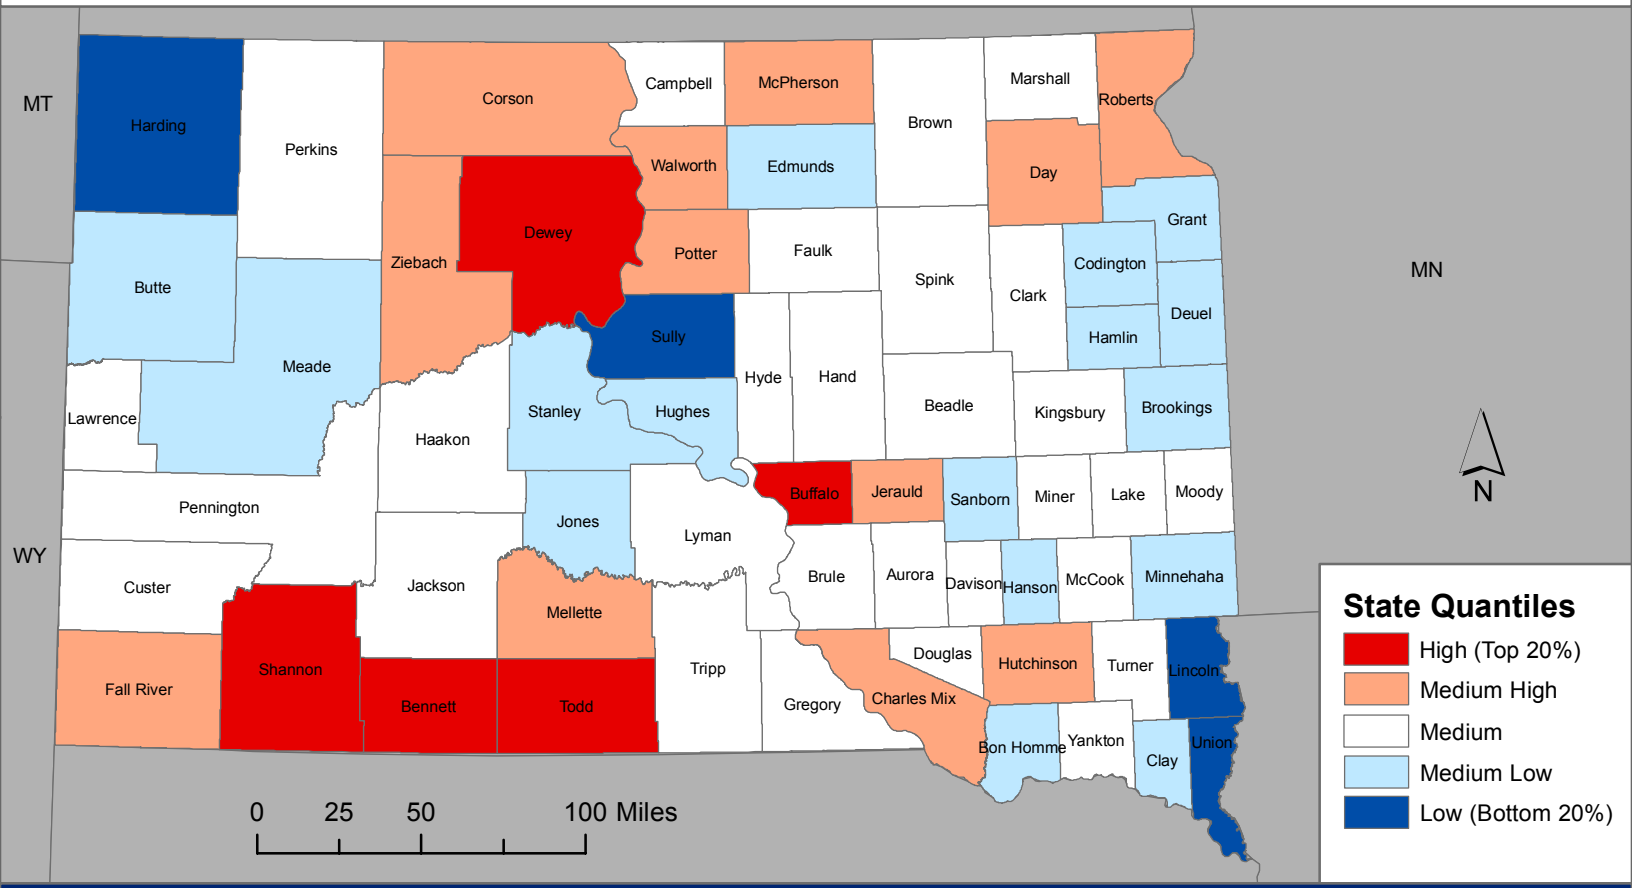 MT
Harding
Perkins
Corson
Campbell
McPherson
Brown
Marshall
Roberts
Walworth
Edmunds
Day
Dewey
Ziebach
Potter
Faulk
Grant
Butte
Spink
Clark
Codington
MN
Deuel
Meade
Sully
Hamlin
Hyde
Hand
Lawrence
Stanley
Hughes
Beadle
Kingsbury
Brookings
Haakon
Pennington
Buffalo
Jerauld
Sanborn
Miner
Lake
Moody
N
Jones
Lyman
WY
Custer
Jackson
Brule
Aurora
Davison
Hanson
McCook
Minnehaha
Mellette
State Quantiles
Shannon
Tripp
Douglas
Hutchinson
Turner
Lincoln
High (Top 20%)
Fall River
Bennett
Todd
Gregory
Charles Mix
Medium High
Bon Homme
Yankton
Union
Medium
Clay
Medium Low
0 25 50 100 Miles
Low (Bottom 20%)